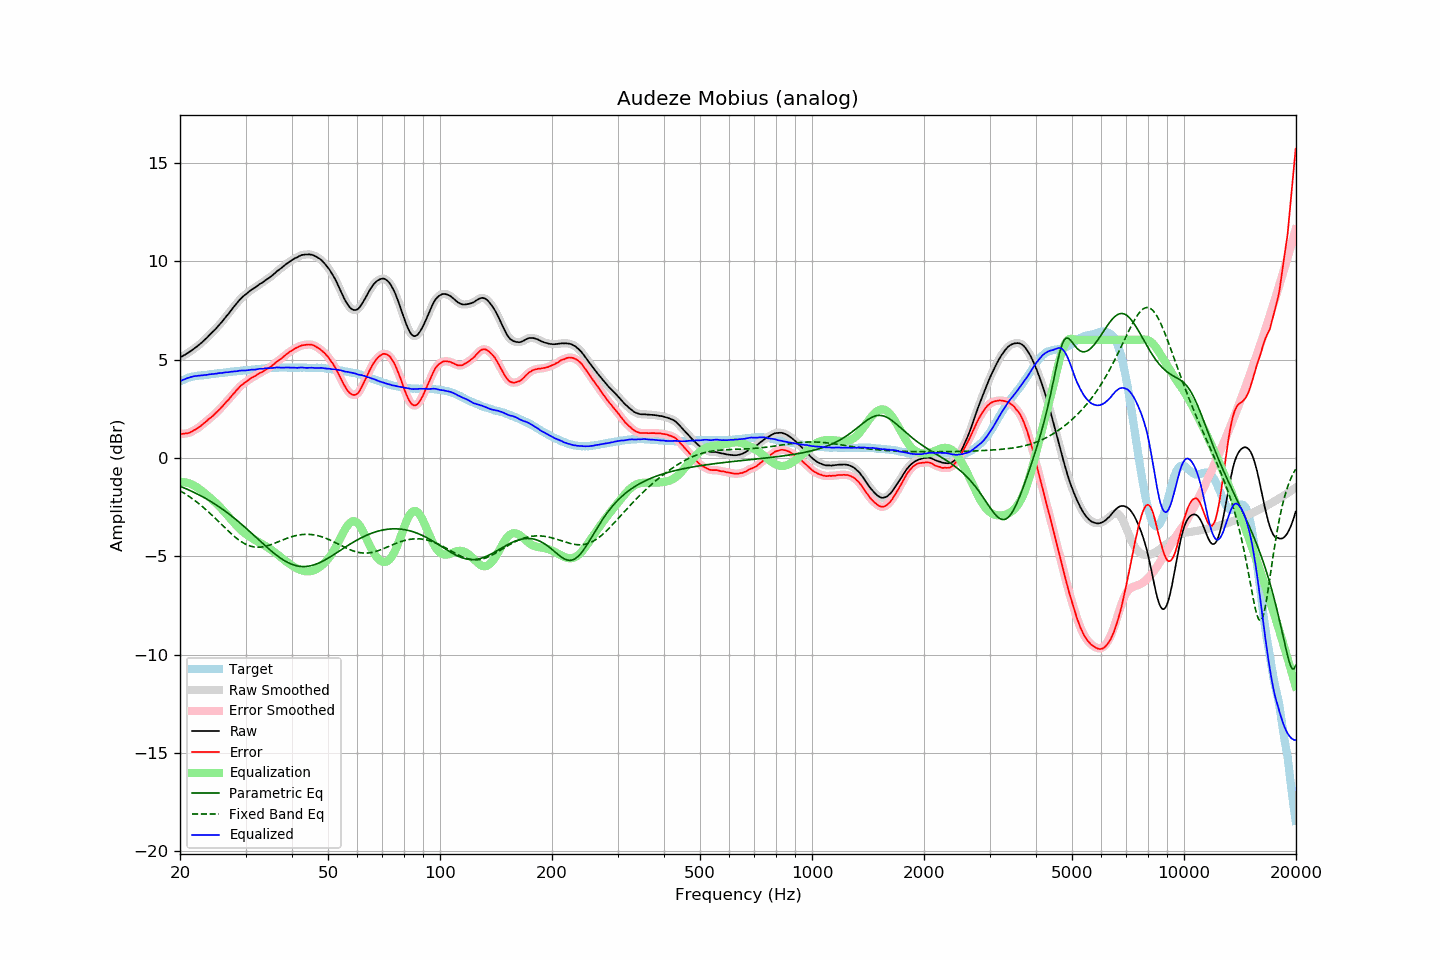 Audeze Mobius (analog)
Amplitude (dBr)
15
10
5
0
−5
−10
−15
−20
Target
Raw Smoothed
Error Smoothed
Raw
Error
Equalization
Parametric Eq
Fixed Band Eq
Equalized
20
50
100
200
500
1000
2000
5000
10000
20000
Frequency (Hz)